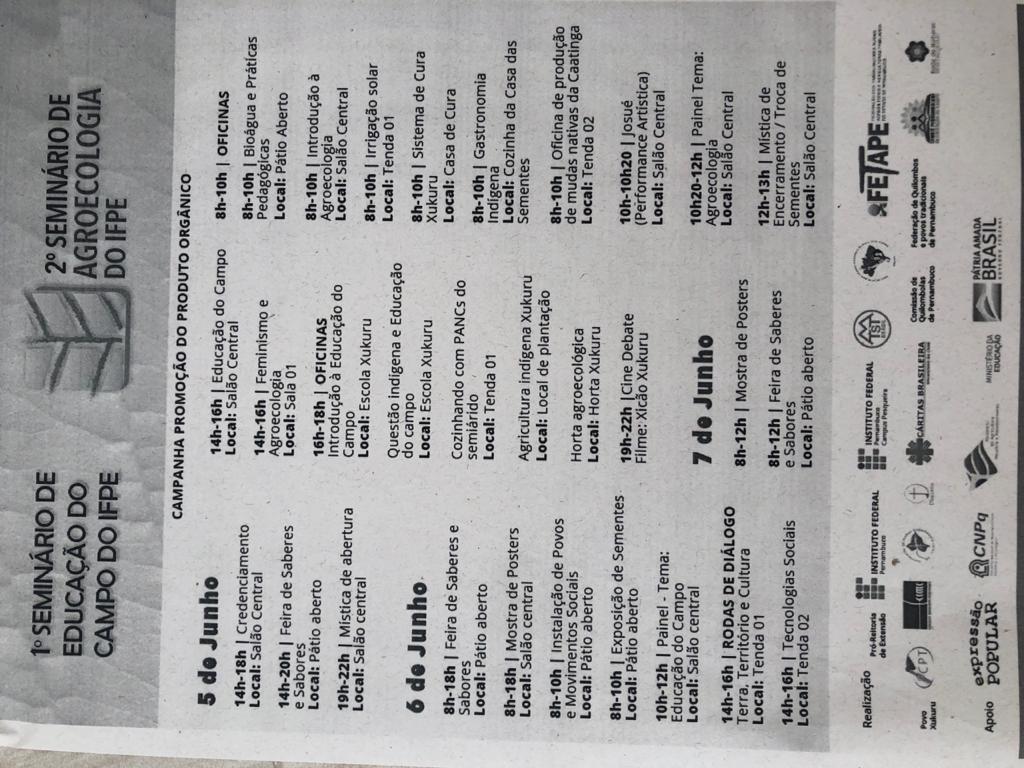 1º SEMINÁRIO DE
EDUCAÇÃO DO
CAMPO DO IFPE
2º SEMINÁRIO DE
AGROECOLOGIA
DO IFPE
CAMPANHA PROMOÇÃO DO PRODUTO ORGÂNICO
5 de Junho
14h-18h | Credenciamento
Local: Salão Central
14h-20h | Feira de Saberes
e Sabores
Local: Pátio aberto
19h-22h | Mística de abertura
Local: Salão central
6 de Junho
8h-18h | Feira de Saberes e
Sabores
Local: Pátio aberto
8h-18h | Mostra de Posters
Local: Salão central
8h-10h | Instalação de Povos
e Movimentos Sociais
Local: Pátio aberto
8h-10h | Exposição de Sementes
Local: Pátio aberto
10h-12h | Painel - Tema:
Educação do Campo
Local: Salão central
14h-16h | RODAS DE DIÁLOGO
Terra, Território e Cultura
Local: Tenda 01
14h-16h | Tecnologias Sociais
Local: Tenda 02
14h-16h | Educação do Campo
Local: Salão Central
14h-16h | Feminismo e
Agroecologia
Local: Sala 01
16h-18h | OFICINAS
Introdução à Educação do
Campo
Local: Escola Xukuru
Questão indígena e Educação
do campo
Local: Escola Xukuru
Cozinhando com PANCs do
semiárido
Local: Tenda 01
Agricultura indígena Xukuru
Local: Local de plantação
Horta agroecológica
Local: Horta Xukuru
19h-22h | Cine Debate
Filme: Xicão Xukuru
7 de Junho
8h-12h | Mostra de Posters
8h-12h | Feira de Saberes
e Sabores
Local: Pátio aberto
8h-10h | OFICINAS
8h-10h | Bioágua e Práticas
Pedagógicas
Local: Pátio Aberto
8h-10h | Introdução à
Agroecologia
Local: Salão Central
8h-10h | Irrigação solar
Local: Tenda 01
8h-10h | Sistema de Cura
Xukuru
Local: Casa de Cura
8h-10h | Gastronomia
Indígena
Local: Cozinha da Casa das
Sementes
8h-10h | Oficina de produção
de mudas nativas da Caatinga
Local: Tenda 02
10h-10h20 | Josué
(Performance Artística)
Local: Salão Central
10h20-12h | Painel Tema:
Agroecologia
Local: Salão Central
12h-13h | Mística de
Encerramento / Troca de
Sementes
Local: Salão Central
Realização
Pró-Reitoria
de Extensão
INSTITUTO FEDERAL
Pernambuco
INSTITUTO FEDERAL
Pernambuco
Campus Pesqueira
FETAPE
Povo
Xukuru
CPT
CÁRITAS BRASILEIRA
Comissão de
Quilombolas
de Pernambuco
Federação de Quilombos
e povos tradicionais
de Pernambuco
Apoio
expressão
POPULAR
CNPq
MINISTÉRIO DA
EDUCAÇÃO
PÁTRIA AMADA
BRASIL
GOVERNO FEDERAL